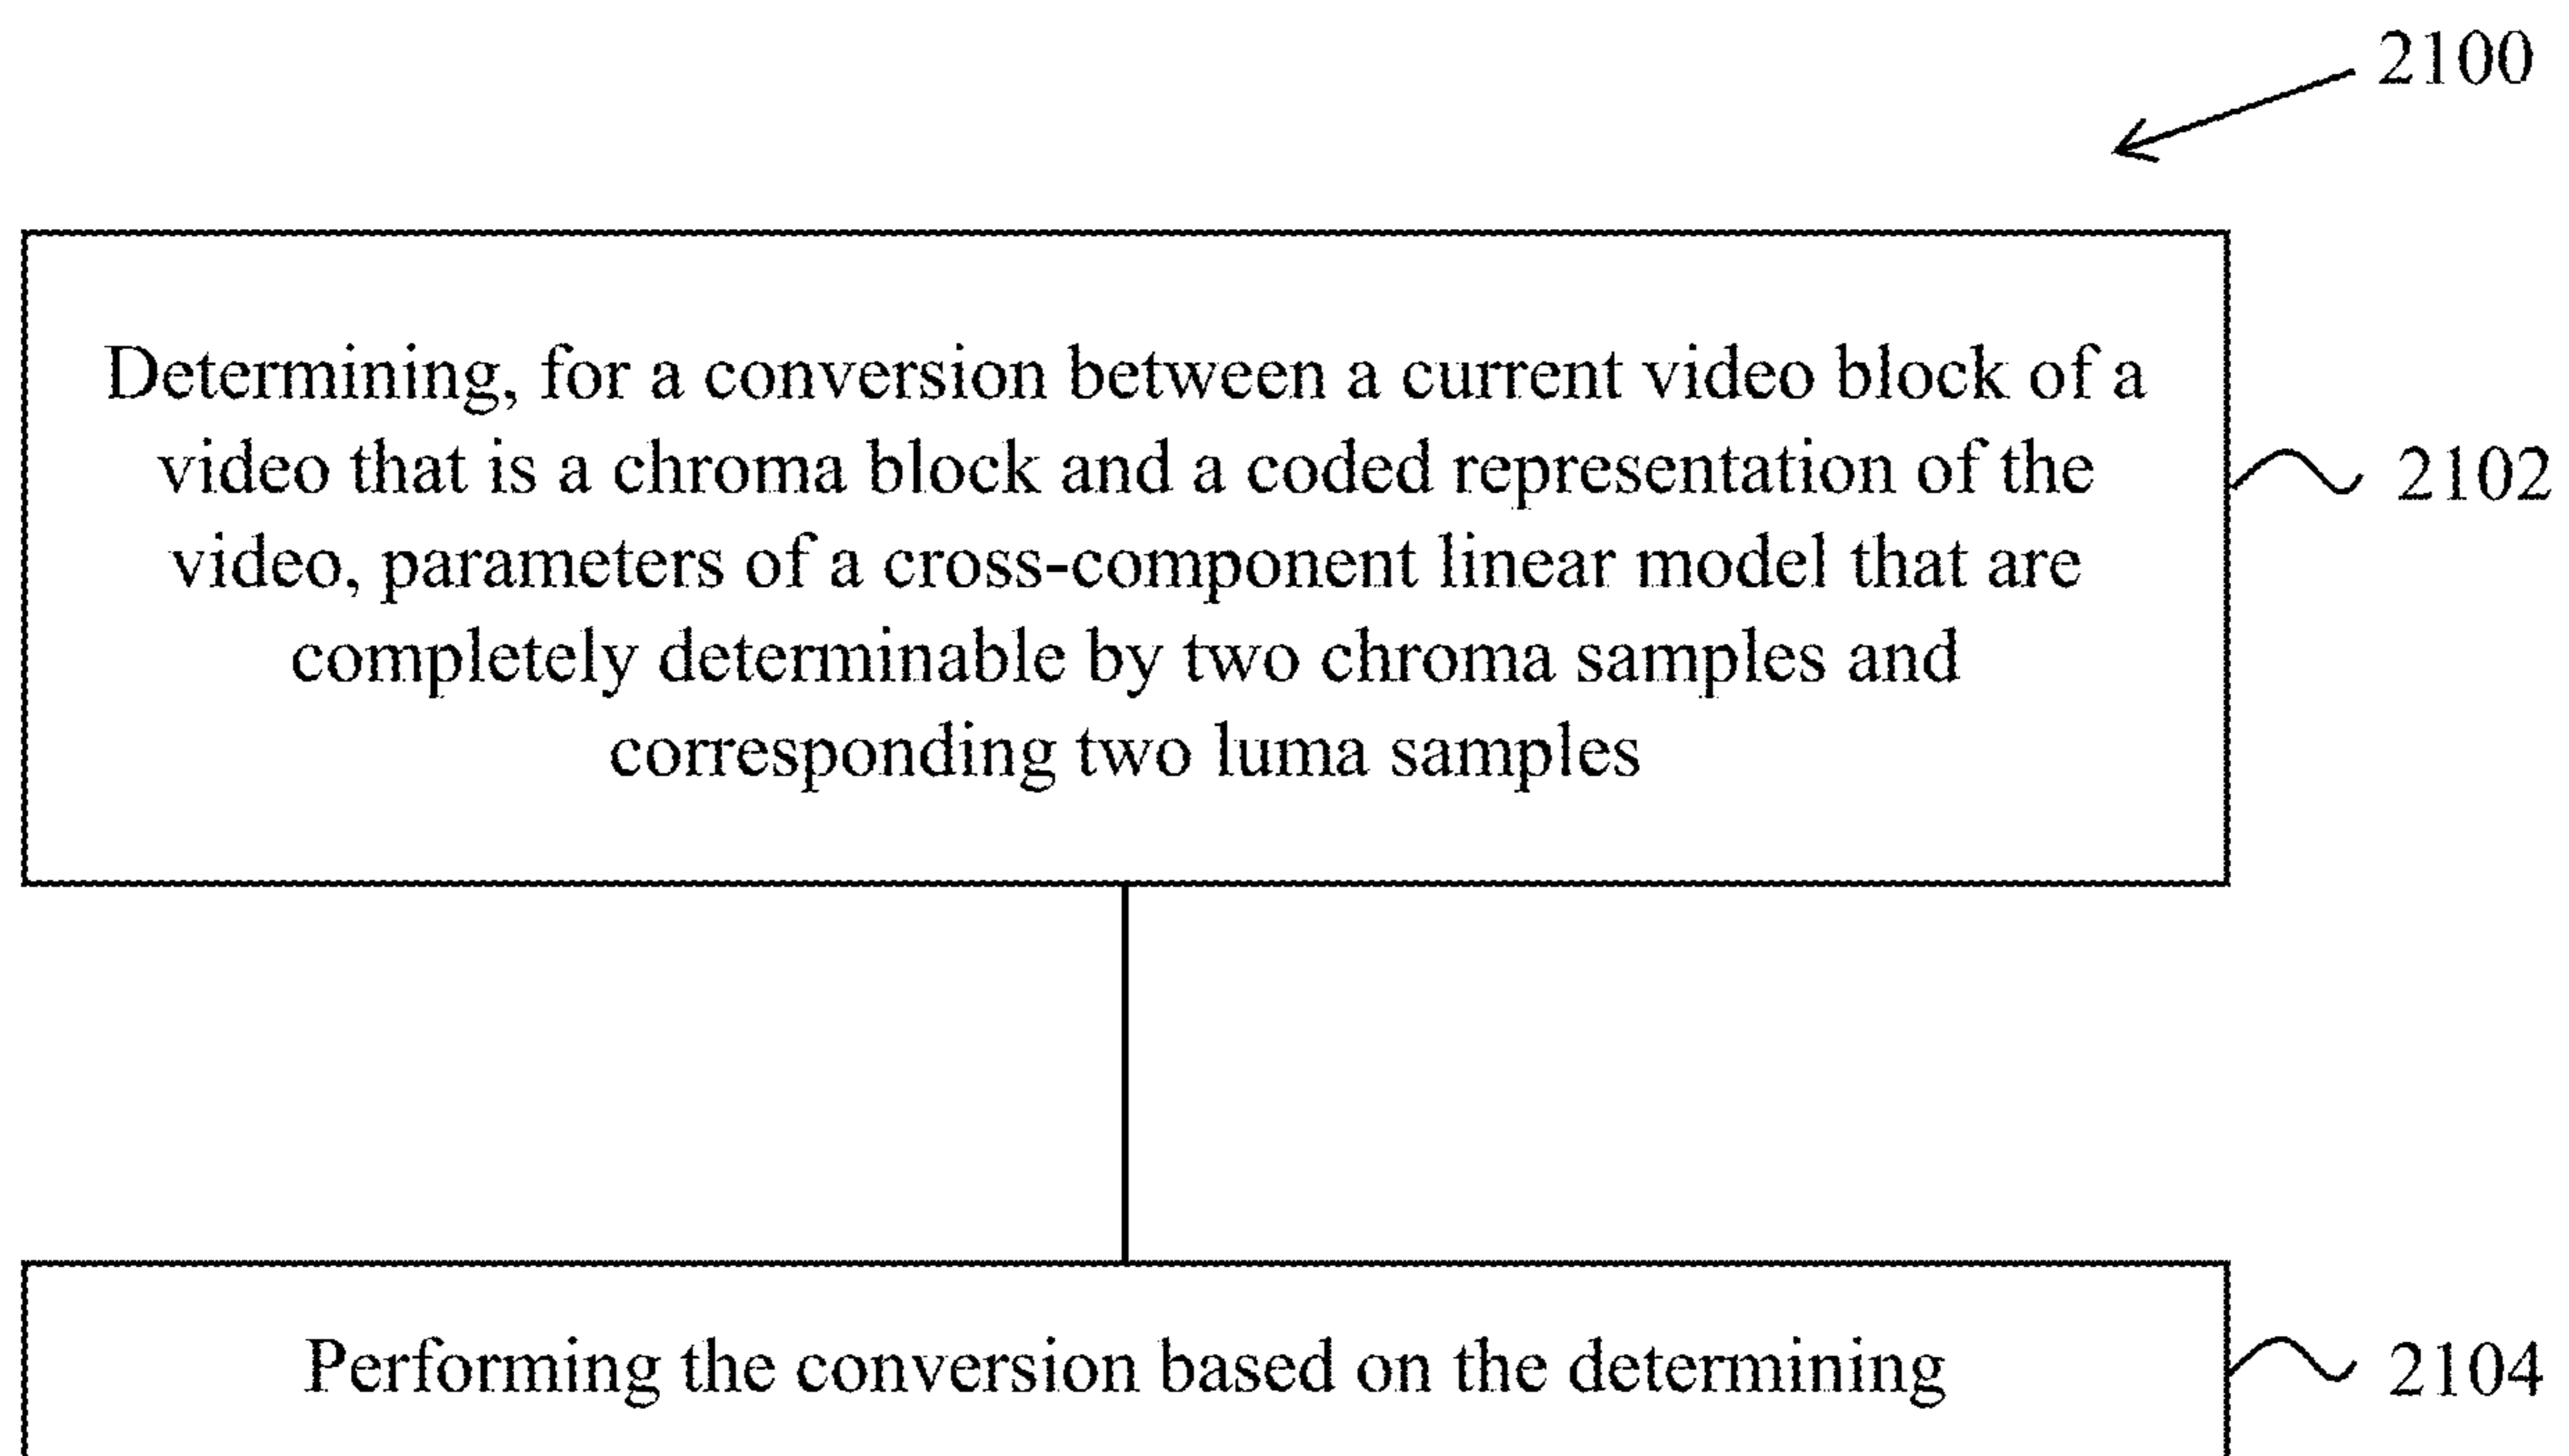 2100
Determining, for a conversion between a current video block of a
video that is a chroma block and a coded representation of the
2102
video, parameters of a cross-component linear model that are
completely determinable by two chroma samples and
corresponding two luma samples
Performing the conversion based on the determining
2104